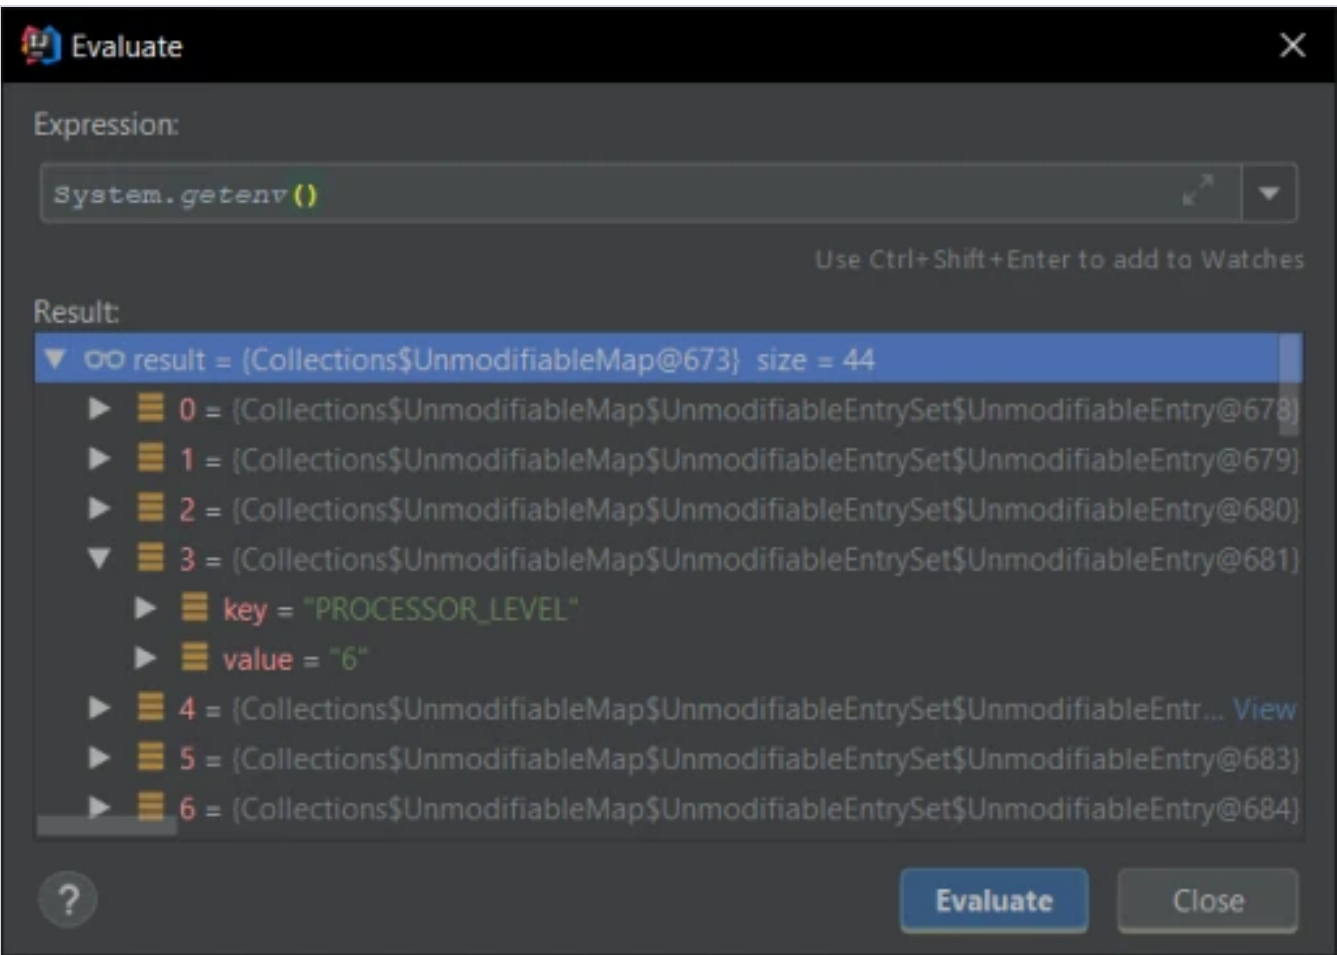 Evaluate
Expression:
System.getenv()
Use Ctrl+Shift+Enter to add to Watches
Result:
result = {Collections$UnmodifiableMap@673} size = 44
0 = {Collections$UnmodifiableMap$UnmodifiableEntrySet$UnmodifiableEntry@678}
1 = {Collections$UnmodifiableMap$UnmodifiableEntrySet$UnmodifiableEntry@679}
2 = {Collections$UnmodifiableMap$UnmodifiableEntrySet$UnmodifiableEntry@680}
3 = {Collections$UnmodifiableMap$UnmodifiableEntrySet$UnmodifiableEntry@681}
key = "PROCESSOR_LEVEL"
value = "6"
4 = {Collections$UnmodifiableMap$UnmodifiableEntrySet$UnmodifiableEntr... View
5 = {Collections$UnmodifiableMap$UnmodifiableEntrySet$UnmodifiableEntry@683}
6 = {Collections$UnmodifiableMap$UnmodifiableEntrySet$UnmodifiableEntry@684}
? Evaluate Close